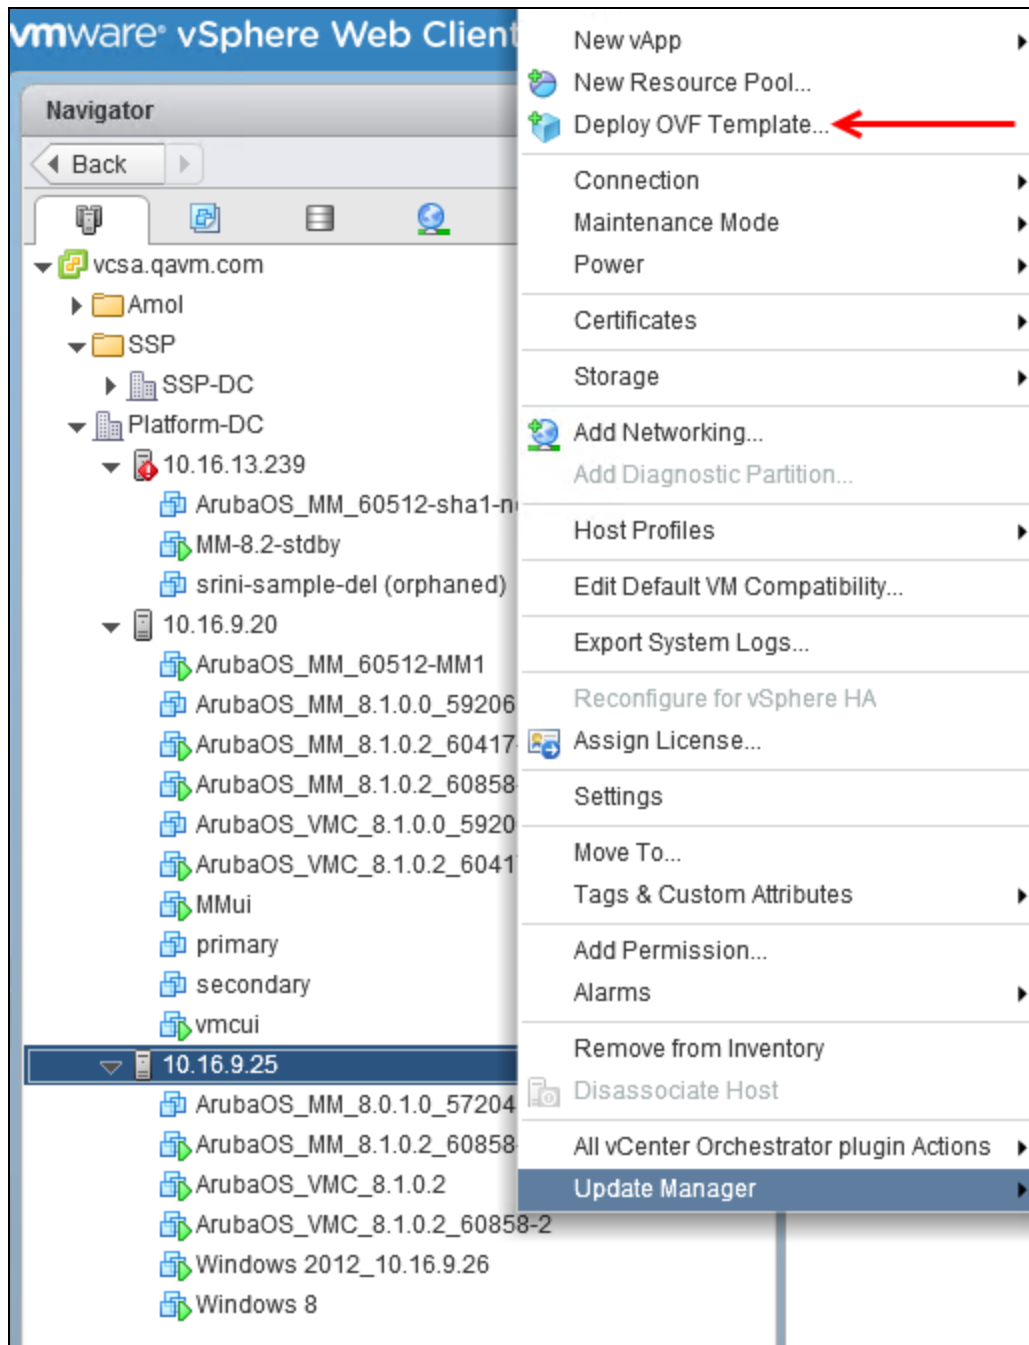 vmware® vSphere Web Client
Navigator
Back
vcsa.qavm.com
Amol
SSP
SSP-DC
Platform-DC
10.16.13.239
ArubaOS_MM_60512-sha1-n
MM-8.2-stdby
srini-sample-del (orphaned)
10.16.9.20
ArubaOS_MM_60512-MM1
ArubaOS_MM_8.1.0.0_59206
ArubaOS_MM_8.1.0.2_60417
ArubaOS_MM_8.1.0.2_60858
ArubaOS_VMC_8.1.0.0_5920
ArubaOS_VMC_8.1.0.2_6041
MMui
primary
secondary
vmcui
10.16.9.25
ArubaOS_MM_8.0.1.0_57204
ArubaOS_MM_8.1.0.2_60858
ArubaOS_VMC_8.1.0.2
ArubaOS_VMC_8.1.0.2_60858-2
Windows 2012_10.16.9.26
Windows 8
New vApp
New Resource Pool...
Deploy OVF Template...
Connection
Maintenance Mode
Power
Certificates
Storage
Add Networking...
Add Diagnostic Partition...
Host Profiles
Edit Default VM Compatibility...
Export System Logs...
Reconfigure for vSphere HA
Assign License...
Settings
Move To...
Tags & Custom Attributes
Add Permission...
Alarms
Remove from Inventory
Disassociate Host
All vCenter Orchestrator plugin Actions
Update Manager